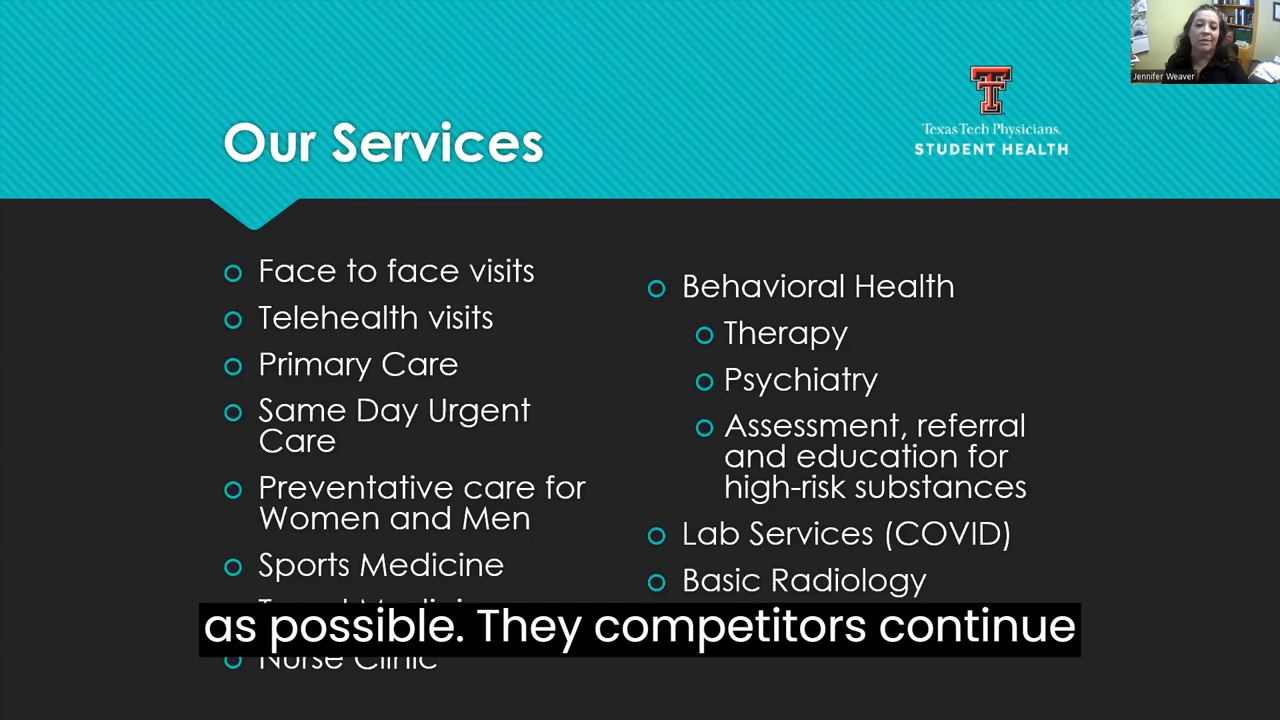 Jennifer Weaver
Texas Tech Physicians.
STUDENT HEALTH
Our Services
Face to face visits
Telehealth visits
Primary Care
Same Day Urgent
Care
Preventative care for
Women and Men
Sports Medicine
Nurse Clinic
Behavioral Health
Therapy
Psychiatry
Assessment, referral
and education for
high-risk substances
Lab Services (COVID)
Basic Radiology
as possible. They competitors continue